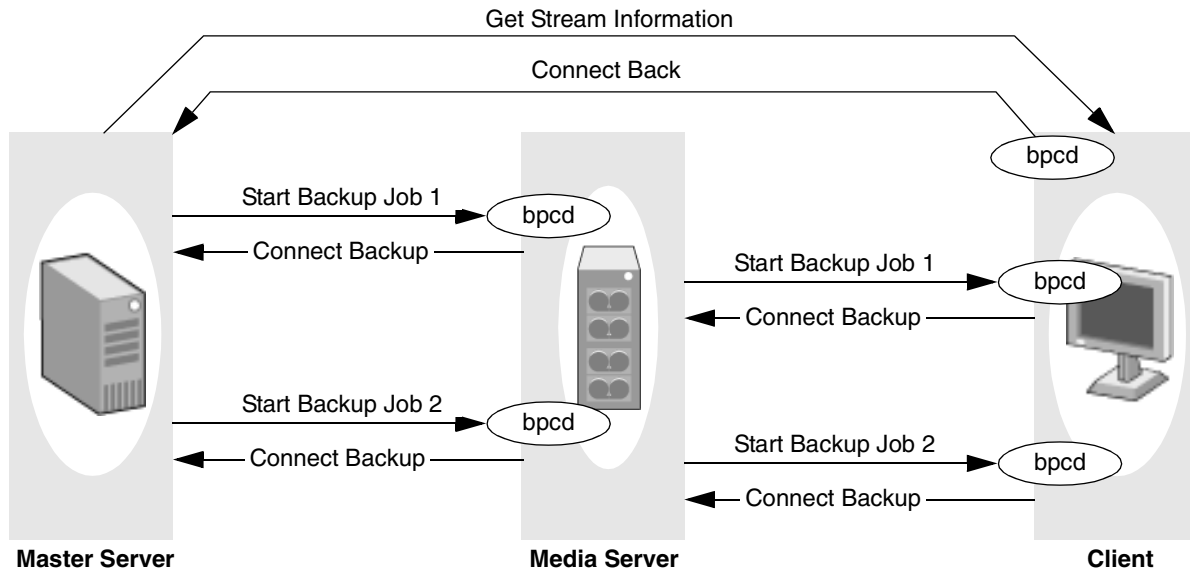 Get Stream Information
Connect Back
bpcd
Start Backup Job 1
bpcd
Connect Backup
Start Backup Job 1
bpcd
Connect Backup
Start Backup Job 2
bpcd
Connect Backup
Start Backup Job 2
bpcd
Connect Backup
Master Server
Media Server
Client